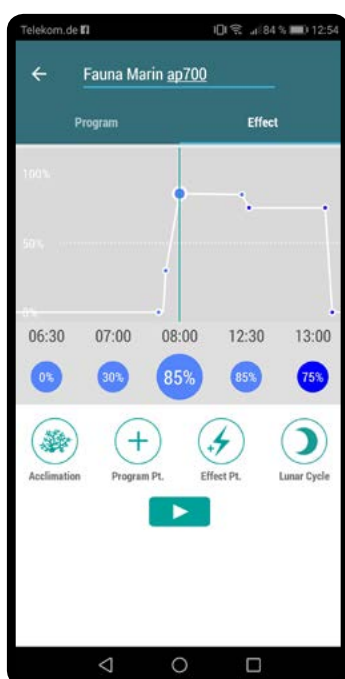 Telekom.de 84 % 12:54
Fauna Marin ap700
Program Effect
100%
50%
0%
06:30 07:00 08:00 12:30 13:00
0% 30% 85% 85% 75%
Acclimation Program Pt. Effect Pt. Lunar Cycle